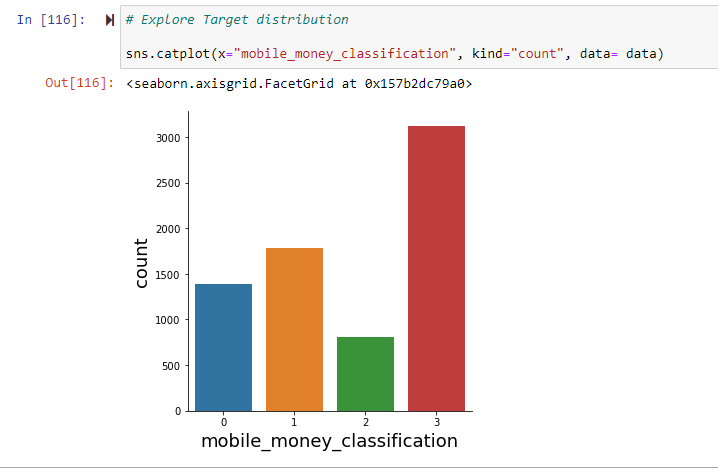 In [116]:
# Explore Target distribution
sns.catplot(x="mobile_money_classification", kind="count", data= data)
Out[116]: <seaborn.axisgrid.FacetGrid at 0x157b2dc79a0>
3000
2500
2000
1500
1000
500
0
count
0 1 2 3
mobile_money_classification